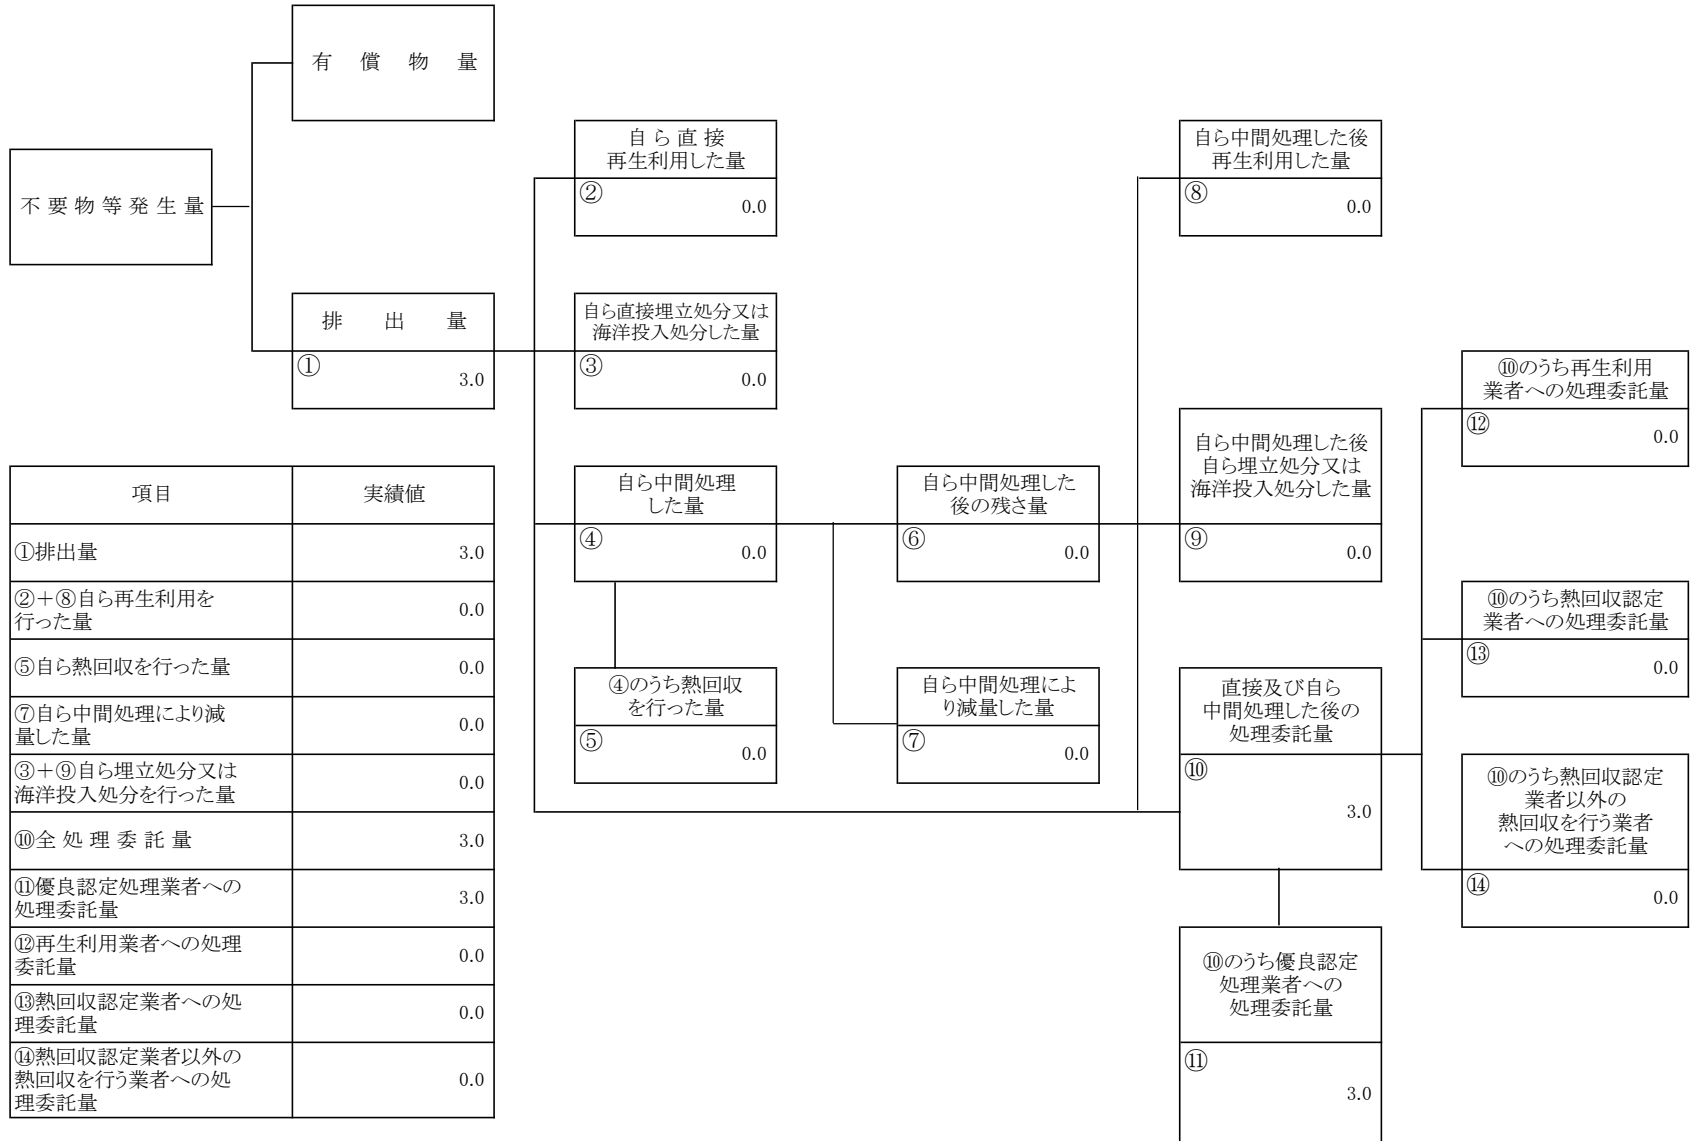 有　償　物　量
不 要 物 等 発 生 量
排　出　量
①
3.0
自 ら 直 接
再生利用した量
②
0.0
自ら直接埋立処分又は
海洋投入処分した量
③
0.0
自ら中間処理
した量
④
0.0
④のうち熱回収
を行った量
⑤
0.0
自ら中間処理した
後の残さ量
⑥
0.0
自ら中間処理によ
り減量した量
⑦
0.0
自ら中間処理した後
再生利用した量
⑧
0.0
自ら中間処理した後
自ら埋立処分又は
海洋投入処分した量
⑨
0.0
直接及び自ら
中間処理した後の
処理委託量
⑩
3.0
⑩のうち優良認定
処理業者への
処理委託量
⑪
3.0
⑩のうち再生利用
業者への処理委託量
⑫
0.0
⑩のうち熱回収認定
業者への処理委託量
⑬
0.0
⑩のうち熱回収認定
業者以外の
熱回収を行う業者
への処理委託量
⑭
0.0
項目　実績値
①排出量　3.0
②＋⑧自ら再生利用を
行った量　0.0
⑤自ら熱回収を行った量　0.0
⑦自ら中間処理により減
量した量　0.0
③＋⑨自ら埋立処分又は
海洋投入処分を行った量　0.0
⑩全 処 理 委 託 量　3.0
⑪優良認定処理業者への
処理委託量　3.0
⑫再生利用業者への処理
委託量　0.0
⑬熱回収認定業者への処
理委託量　0.0
⑭熱回収認定業者以外の
熱回収を行う業者への処
理委託量　0.0